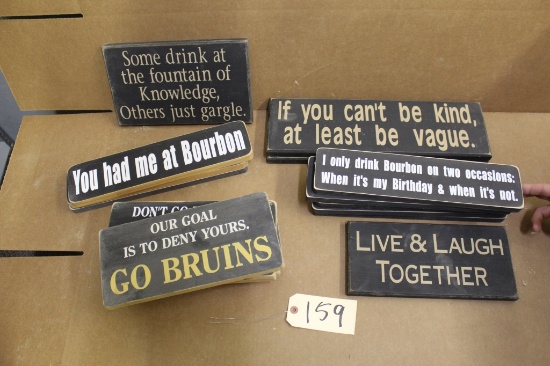 Some drink at
the fountain of
Knowledge,
Others just gargle.
If you can't be kind,
at least be vague.
You had me at Bourbon
I only drink Bourbon on two occasions:
When it's my Birthday & when it's not.
DON'T GO
OUR GOAL
IS TO DENY YOURS.
GO BRUINS
LIVE & LAUGH
TOGETHER
159